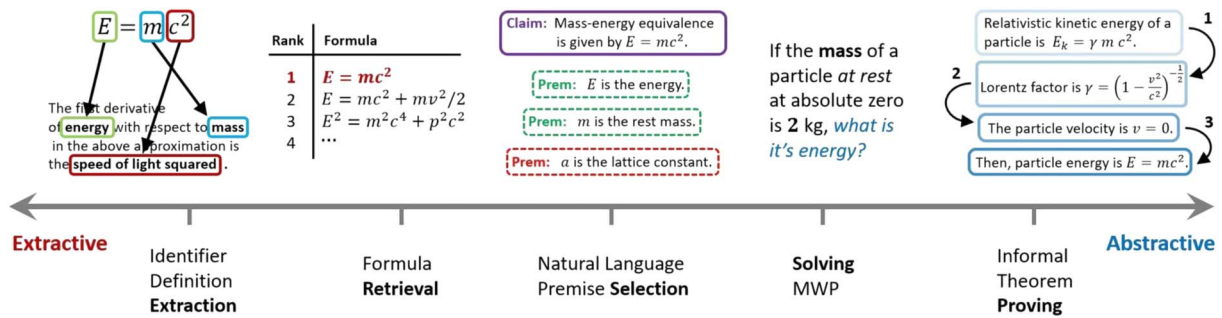 E = mc²
The first derivative
of energy with respect to mass
in the above approximation is
the speed of light squared .
Rank Formula
1 E = mc²
2 E = mc² + mv²/2
3 E² = m²c⁴ + p²c²
4 ...
Claim: Mass-energy equivalence
is given by E = mc².
Prem: E is the energy.
Prem: m is the rest mass.
Prem: a is the lattice constant.
If the mass of a
particle at rest
at absolute zero
is 2 kg, what is
it's energy?
Relativistic kinetic energy of a
particle is Eₖ = γ m c².
1
2
Lorentz factor is γ = (1 − v²/c²)^(-1/2)
The particle velocity is v = 0.
3
Then, particle energy is E = mc².
Extractive
Abstractive
Identifier
Definition
Extraction
Formula
Retrieval
Natural Language
Premise Selection
Solving
MWP
Informal
Theorem
Proving